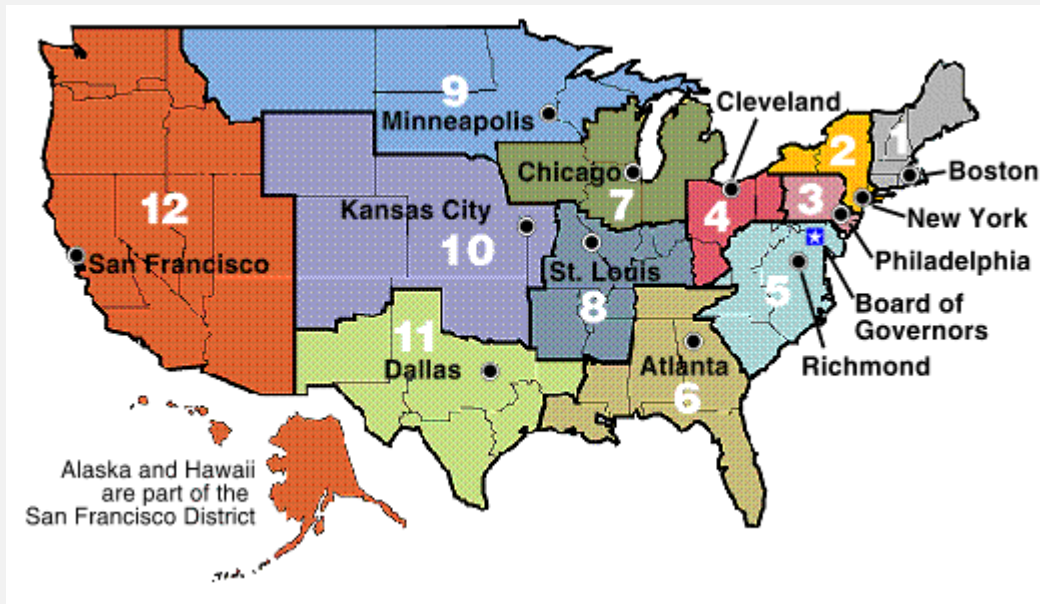 9
Minneapolis
Cleveland
2
1
Chicago
7
Boston
12
Kansas City
4
3
New York
10
San Francisco
St. Louis
Philadelphia
8
5
Board of
Governors
11
Dallas
Atlanta
6
Richmond
Alaska and Hawaii
are part of the
San Francisco District